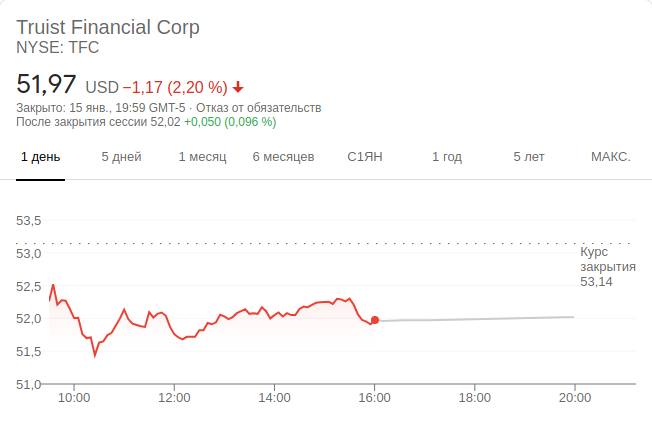 Truist Financial Corp
NYSE: TFC
51,97 USD −1,17 (2,20 %)
Закрыто: 15 янв., 19:59 GMT-5 · Отказ от обязательств
После закрытия сессии 52,02 +0,050 (0,096 %)
1 день 5 дней 1 месяц 6 месяцев С1ЯН 1 год 5 лет МАКС.
53,5
53,0
52,5
52,0
51,5
51,0
Курс
закрытия
53,14
10:00 12:00 14:00 16:00 18:00 20:00